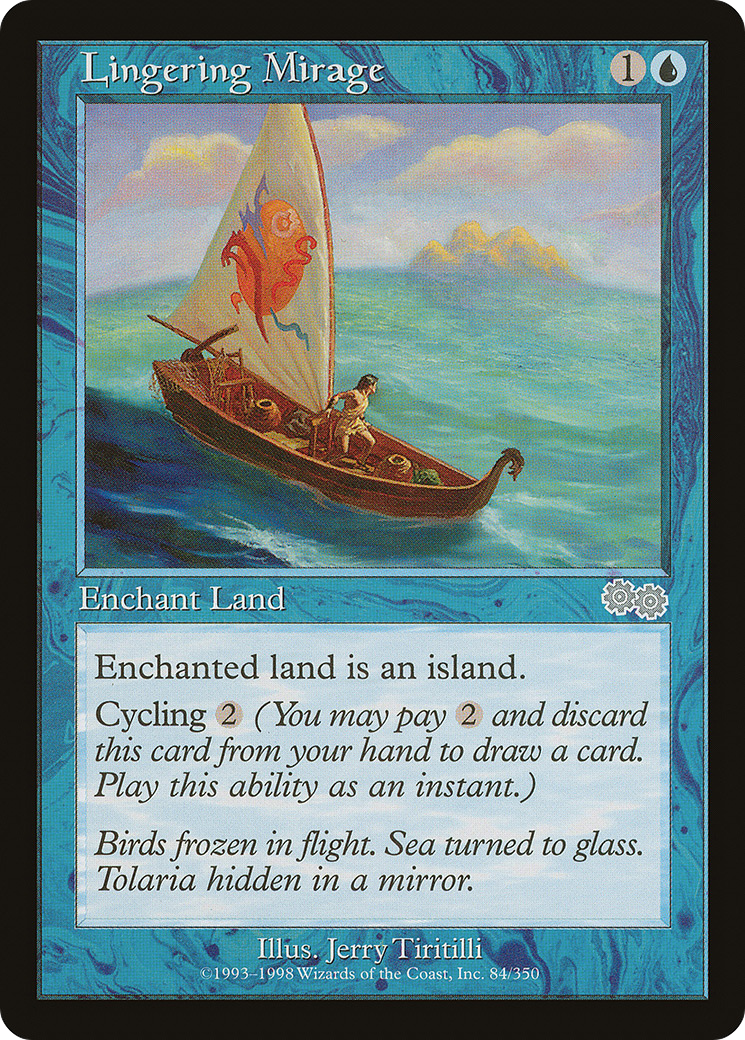 Lingering Mirage 1
Enchant Land
Enchanted land is an island.
Cycling 2 (You may pay 2 and discard
this card from your hand to draw a card.
Play this ability as an instant.)
Birds frozen in flight. Sea turned to glass.
Tolaria hidden in a mirror.
Illus. Jerry Tiritilli
©1993–1998 Wizards of the Coast, Inc. 84/350